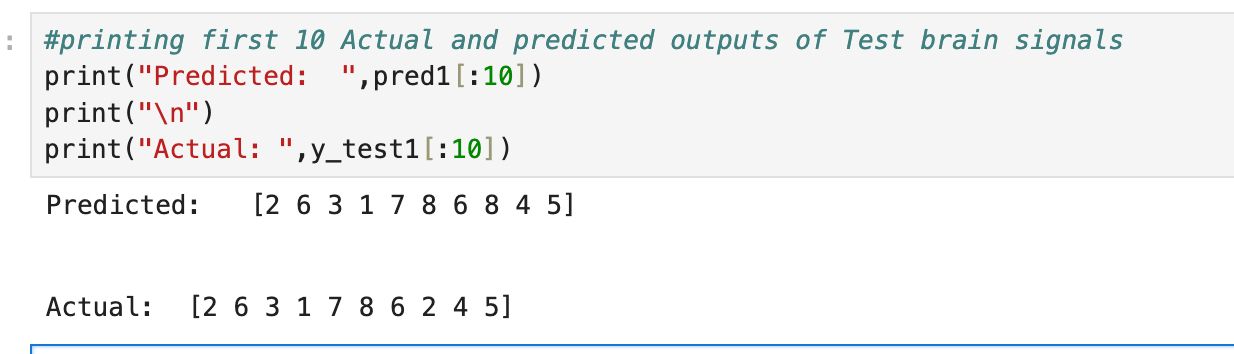 :
#printing first 10 Actual and predicted outputs of Test brain signals
print("Predicted:  ",pred1[:10])
print("\n")
print("Actual: ",y_test1[:10])
Predicted:   [2 6 3 1 7 8 6 8 4 5]
Actual:  [2 6 3 1 7 8 6 2 4 5]